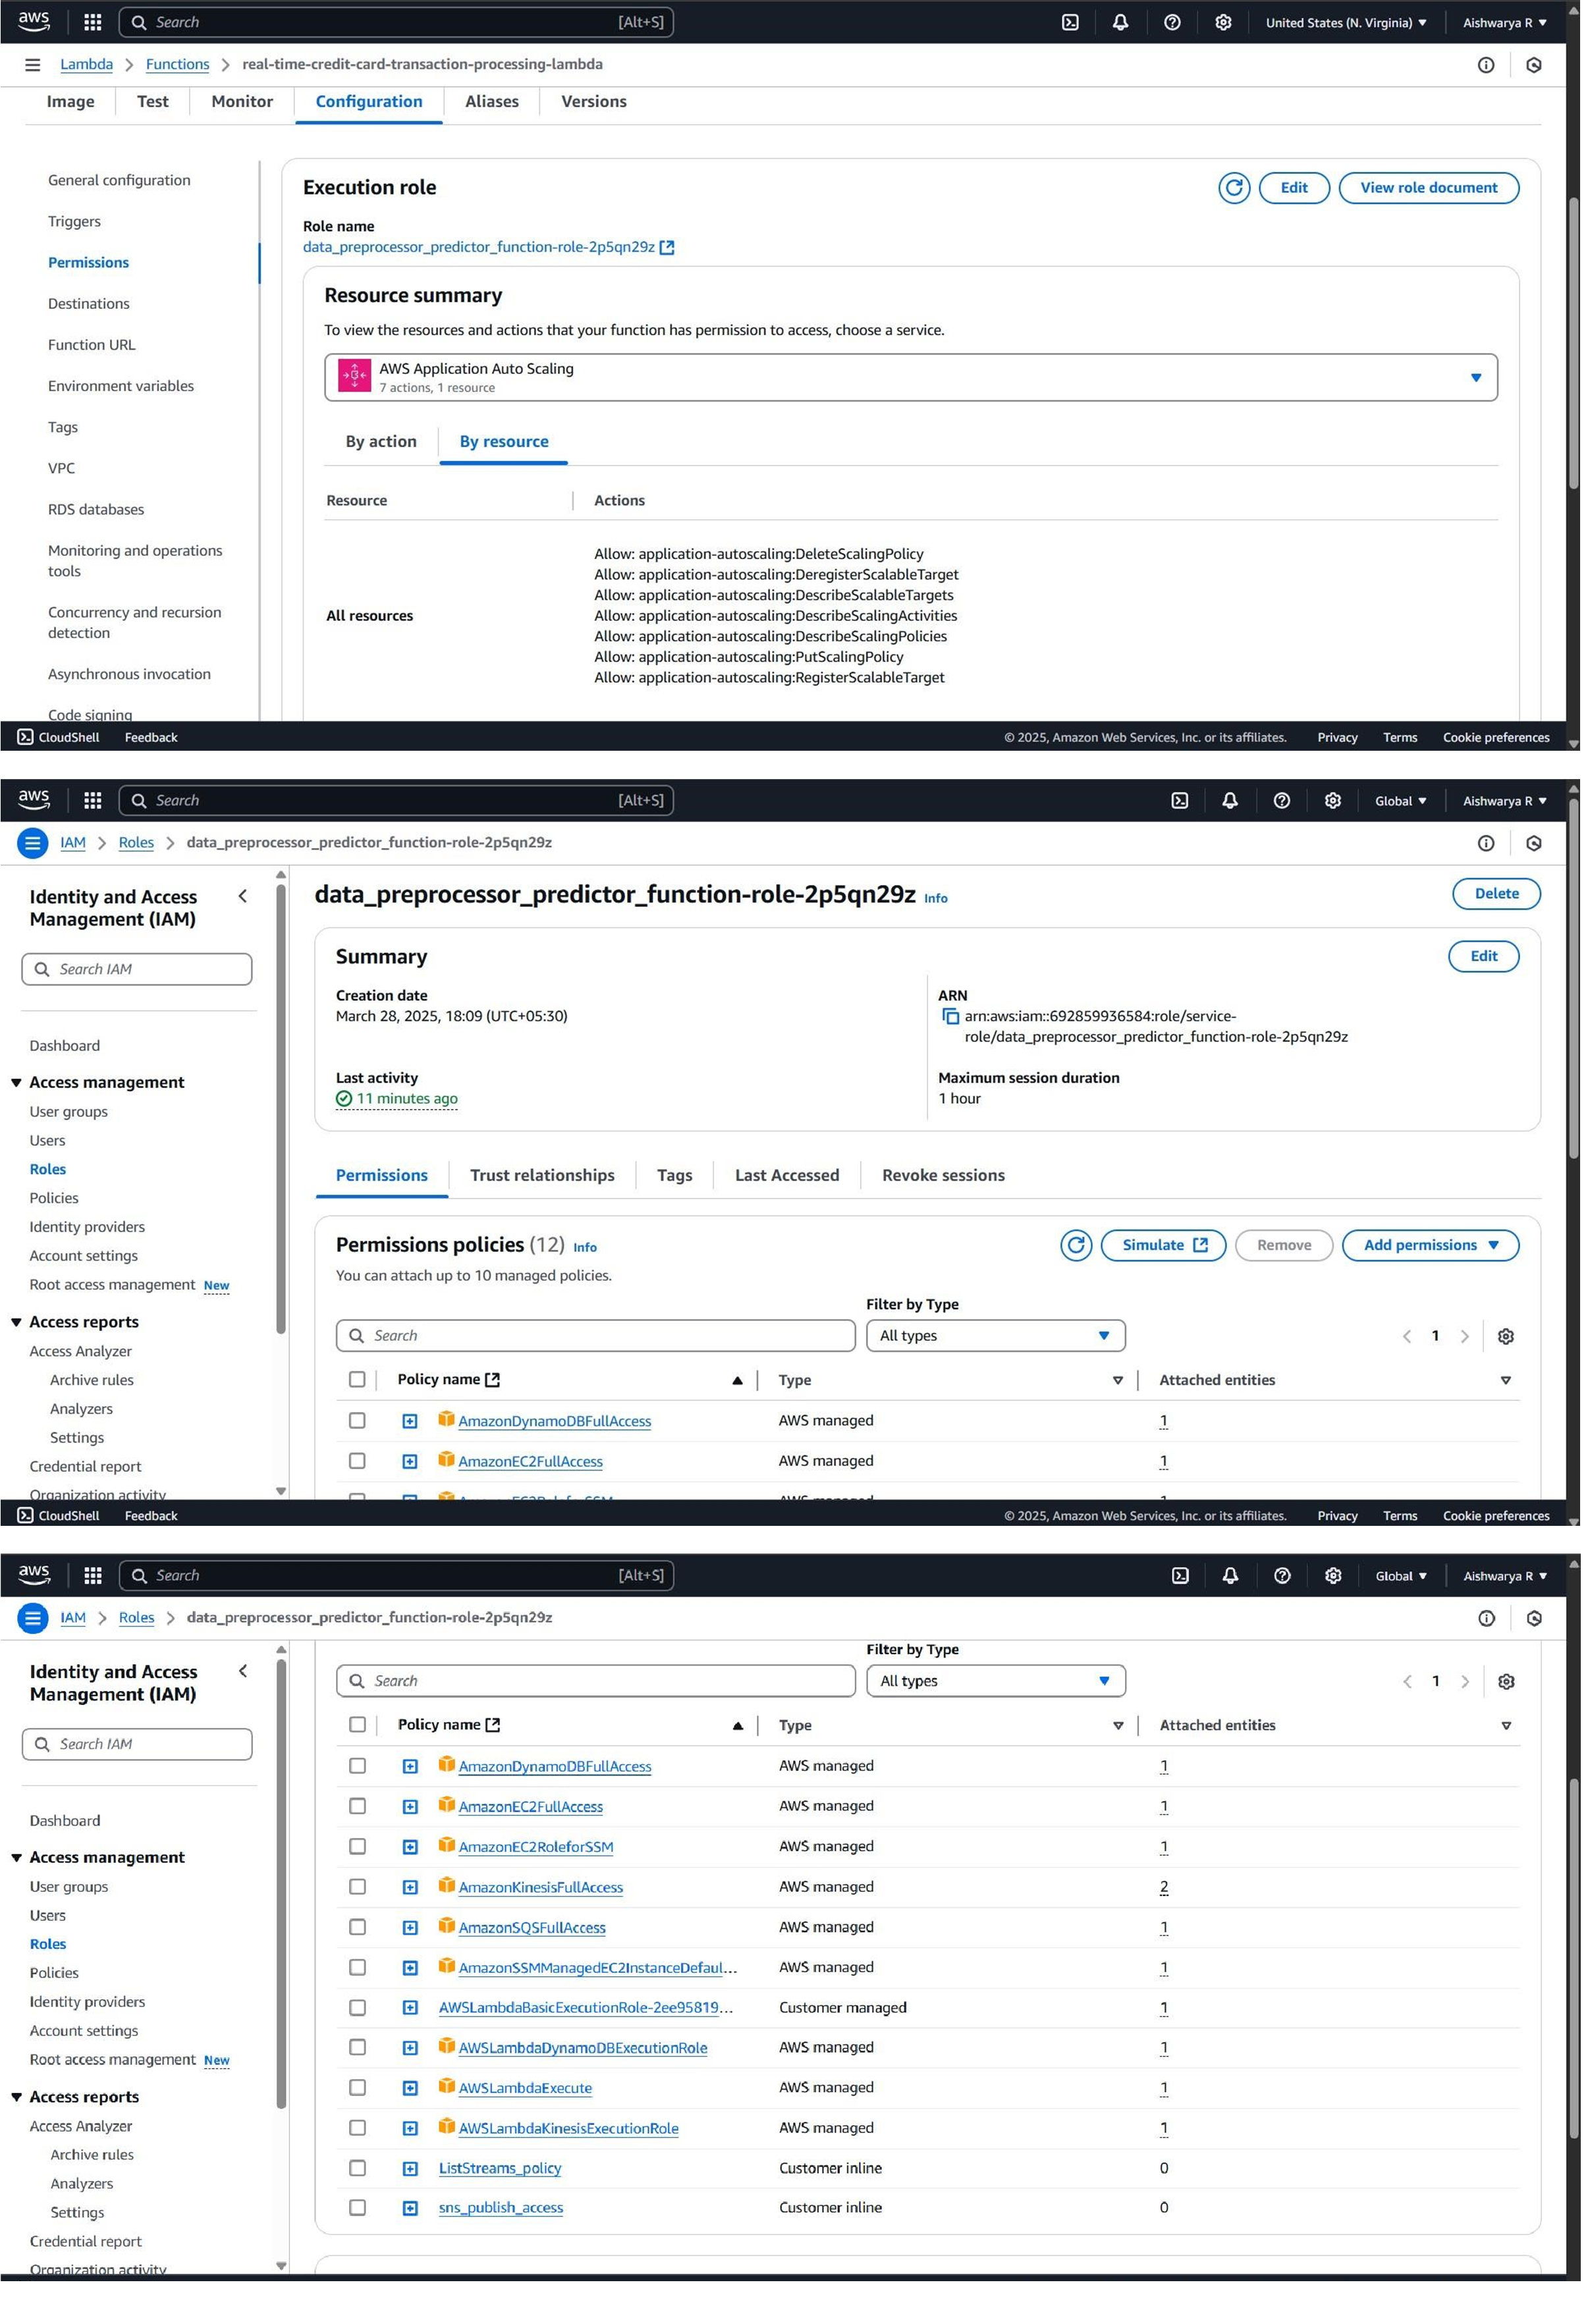 aws
Search [Alt+S] United States (N. Virginia) Aishwarya R
Lambda > Functions > real-time-credit-card-transaction-processing-lambda
Image Test Monitor Configuration Aliases Versions
General configuration
Triggers
Permissions
Destinations
Function URL
Environment variables
Tags
VPC
RDS databases
Monitoring and operations
tools
Concurrency and recursion
detection
Asynchronous invocation
Code signing
Execution role
Edit View role document
Role name
data_preprocessor_predictor_function-role-2p5qn29z
Resource summary
To view the resources and actions that your function has permission to access, choose a service.
AWS Application Auto Scaling
7 actions, 1 resource
By action By resource
Resource Actions
All resources
Allow: application-autoscaling:DeleteScalingPolicy
Allow: application-autoscaling:DeregisterScalableTarget
Allow: application-autoscaling:DescribeScalableTargets
Allow: application-autoscaling:DescribeScalingActivities
Allow: application-autoscaling:DescribeScalingPolicies
Allow: application-autoscaling:PutScalingPolicy
Allow: application-autoscaling:RegisterScalableTarget
CloudShell Feedback © 2025, Amazon Web Services, Inc. or its affiliates. Privacy Terms Cookie preferences
aws
Search [Alt+S] Global Aishwarya R
IAM > Roles > data_preprocessor_predictor_function-role-2p5qn29z
Identity and Access
Management (IAM)
Search IAM
Dashboard
Access management
User groups
Users
Roles
Policies
Identity providers
Account settings
Root access management New
Access reports
Access Analyzer
Archive rules
Analyzers
Settings
Credential report
Organization activity
data_preprocessor_predictor_function-role-2p5qn29z Info
Delete
Summary
Edit
Creation date
March 28, 2025, 18:09 (UTC+05:30)
ARN
arn:aws:iam::692859936584:role/service-
role/data_preprocessor_predictor_function-role-2p5qn29z
Last activity
11 minutes ago
Maximum session duration
1 hour
Permissions Trust relationships Tags Last Accessed Revoke sessions
Permissions policies (12) Info
Simulate Remove Add permissions
You can attach up to 10 managed policies.
Filter by Type
Search All types 1
Policy name Type Attached entities
AmazonDynamoDBFullAccess AWS managed 1
AmazonEC2FullAccess AWS managed 1
AmazonEC2RoleforSSM AWS managed 1
CloudShell Feedback © 2025, Amazon Web Services, Inc. or its affiliates. Privacy Terms Cookie preferences
aws
Search [Alt+S] Global Aishwarya R
IAM > Roles > data_preprocessor_predictor_function-role-2p5qn29z
Identity and Access
Management (IAM)
Search IAM
Dashboard
Access management
User groups
Users
Roles
Policies
Identity providers
Account settings
Root access management New
Access reports
Access Analyzer
Archive rules
Analyzers
Settings
Credential report
Organization activity
Filter by Type
Search All types 1
Policy name Type Attached entities
AmazonDynamoDBFullAccess AWS managed 1
AmazonEC2FullAccess AWS managed 1
AmazonEC2RoleforSSM AWS managed 1
AmazonKinesisFullAccess AWS managed 2
AmazonSQSFullAccess AWS managed 1
AmazonSSMManagedEC2InstanceDefaul... AWS managed 1
AWSLambdaBasicExecutionRole-2ee95819... Customer managed 1
AWSLambdaDynamoDBExecutionRole AWS managed 1
AWSLambdaExecute AWS managed 1
AWSLambdaKinesisExecutionRole AWS managed 1
ListStreams_policy Customer inline 0
sns_publish_access Customer inline 0